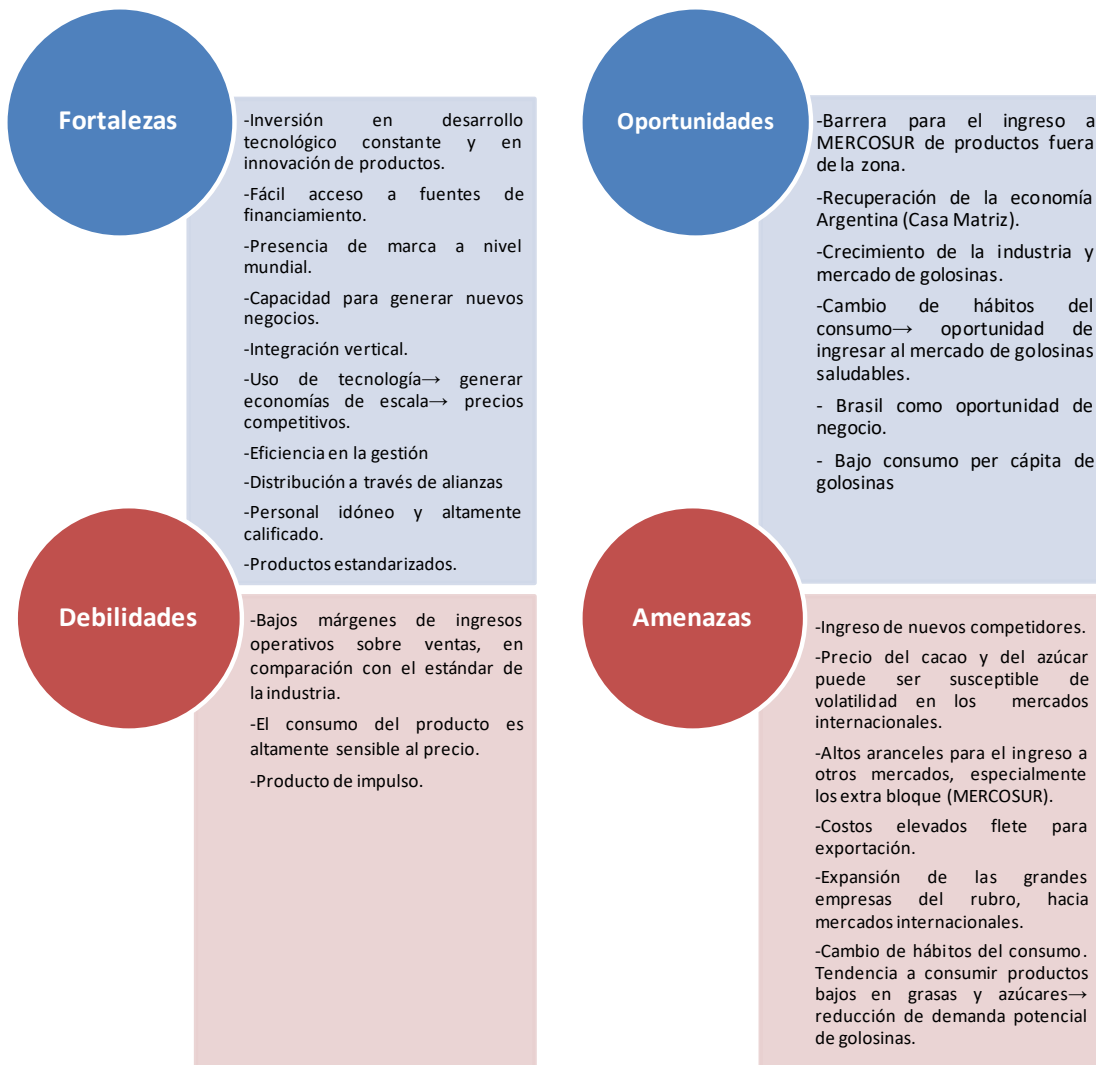 Fortalezas
-Inversión en desarrollo
tecnológico constante y en
innovación de productos.
-Fácil acceso a fuentes de
financiamiento.
-Presencia de marca a nivel
mundial.
-Capacidad para generar nuevos
negocios.
-Integración vertical.
-Uso de tecnología→ generar
economías de escala→ precios
competitivos.
-Eficiencia en la gestión
-Distribución a través de alianzas
-Personal idóneo y altamente
calificado.
-Productos estandarizados.
Oportunidades
-Barrera para el ingreso a
MERCOSUR de productos fuera
de la zona.
-Recuperación de la economía
Argentina (Casa Matriz).
-Crecimiento de la industria y
mercado de golosinas.
-Cambio de hábitos del
consumo→ oportunidad de
ingresar al mercado de golosinas
saludables.
- Brasil como oportunidad de
negocio.
- Bajo consumo per cápita de
golosinas
Debilidades
-Bajos márgenes de ingresos
operativos sobre ventas, en
comparación con el estándar de
la industria.
-El consumo del producto es
altamente sensible al precio.
-Producto de impulso.
Amenazas
-Ingreso de nuevos competidores.
-Precio del cacao y del azúcar
puede ser susceptible de
volatilidad en los mercados
internacionales.
-Altos aranceles para el ingreso a
otros mercados, especialmente
los extra bloque (MERCOSUR).
-Costos elevados flete para
exportación.
-Expansión de las grandes
empresas del rubro, hacia
mercados internacionales.
-Cambio de hábitos del consumo.
Tendencia a consumir productos
bajos en grasas y azúcares→
reducción de demanda potencial
de golosinas.